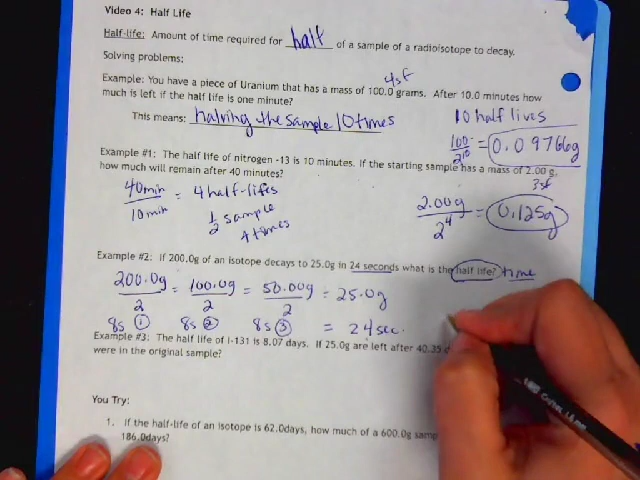 Video 4: Half Life
Half-life: Amount of time required for half of a sample of a radioisotope to decay.
Solving problems:
4sf
Example: You have a piece of Uranium that has a mass of 100.0 grams. After 10.0 minutes how
much is left if the half life is one minute?
10 half lives
This means: halving the sample 10 times
100/2^10 = 0.09766g
Example #1: The half life of nitrogen -13 is 10 minutes. If the starting sample has a mass of 2.00 g,
how much will remain after 40 minutes?
3sf
40min/10min = 4 half-lifes
1/2 sample
4 times
2.00g/2^4 = 0.125g
Example #2: If 200.0g of an isotope decays to 25.0g in 24 seconds what is the half life? time
200.0g/2 = 100.0g/2 = 50.00g/2 = 25.0g
8s 1 8s 2 8s 3 = 24 sec.
Example #3: The half life of I-131 is 8.07 days. If 25.0g are left after 40.35
were in the original sample?
You Try:
1. If the half-life of an isotope is 62.0days, how much of a 600.0g
186.0days?